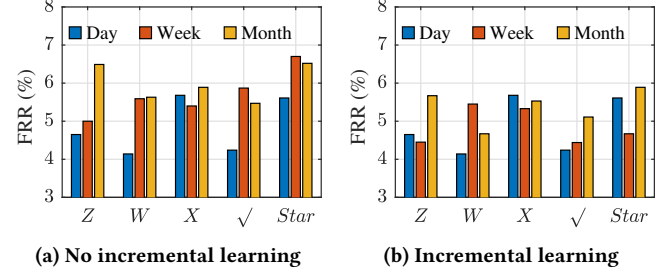 8
7
6
5
4
3
FRR (%)
Day Week Month
Z W X √ Star
(a) No incremental learning
8
7
6
5
4
3
FRR (%)
Day Week Month
Z W X √ Star
(b) Incremental learning